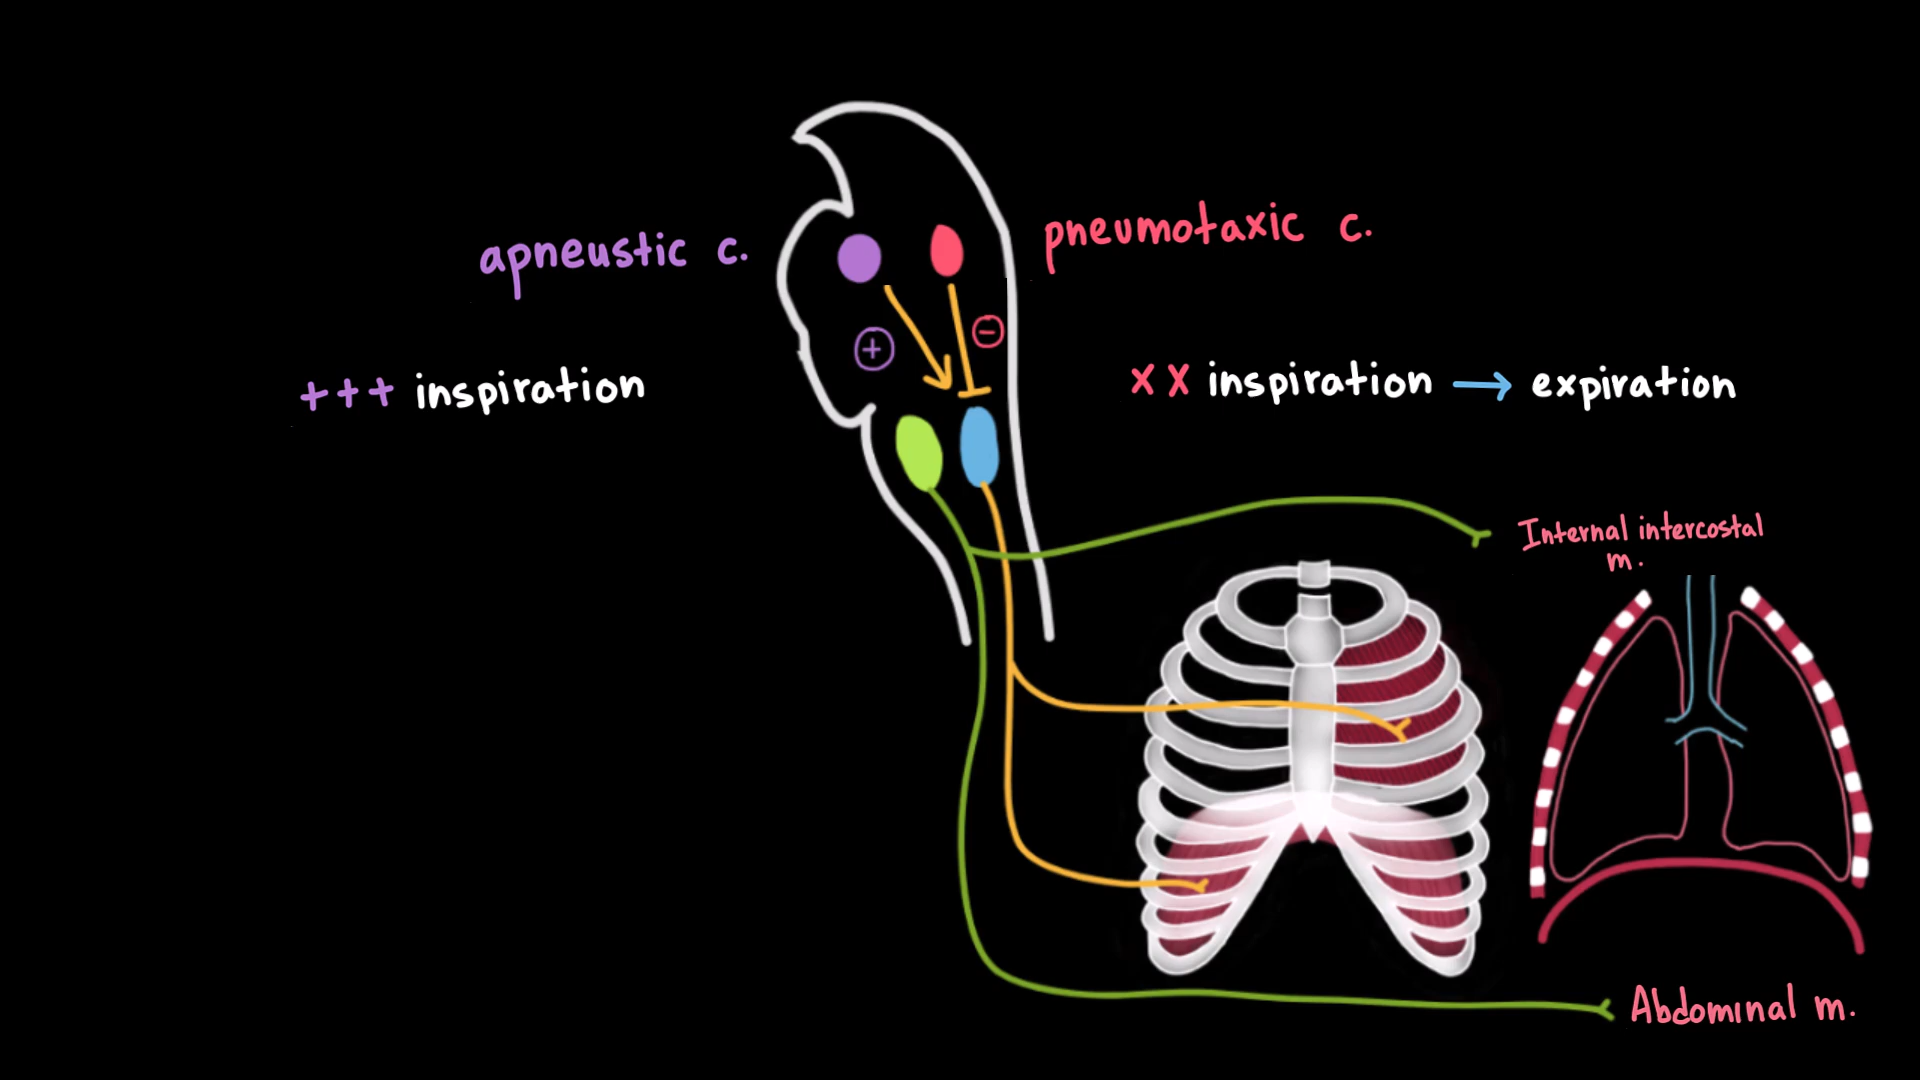 apneustic c.
pneumotaxic c.
+
−
+++ inspiration
x x inspiration → expiration
Internal intercostal
m.
Abdominal m.